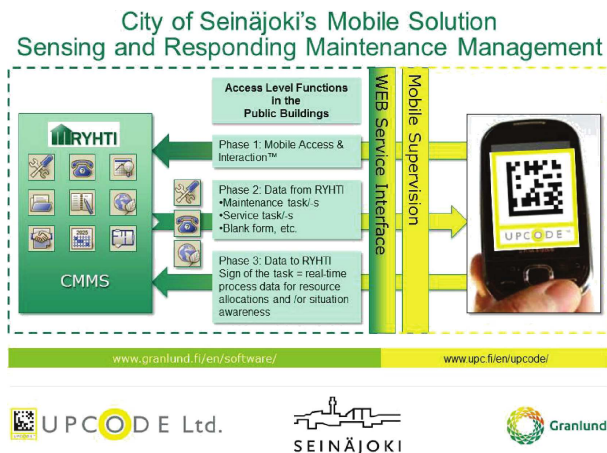 City of Seinäjoki's Mobile Solution
Sensing and Responding Maintenance Management
RYHTI
CMMS
Access Level Functions
in the
Public Buildings
Phase 1: Mobile Access &
Interaction™
Phase 2: Data from RYHTI
•Maintenance task/-s
•Service task/-s
•Blank form, etc.
Phase 3: Data to RYHTI
Sign of the task = real-time
process data for resource
allocations and /or situation
awareness
WEB Service Interface
Mobile Supervision
UPCODE™
www.granlund.fi/en/software/
www.upc.fi/en/upcode/
UPCODE Ltd.
SEINÄJOKI
Granlund